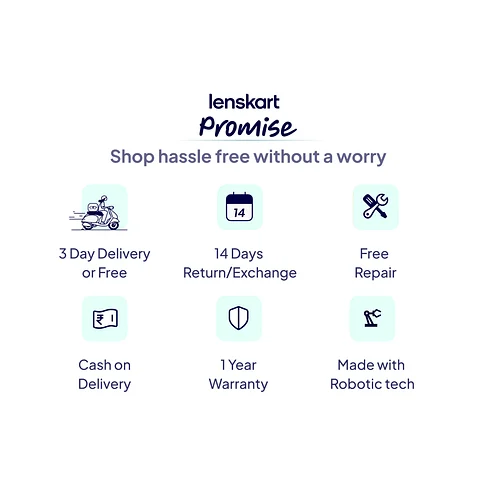 lenskart
Promise
Shop hassle free without a worry
14
3 Day Delivery
or Free
14 Days
Return/Exchange
Free
Repair
₹
Cash on
Delivery
1 Year
Warranty
Made with
Robotic tech